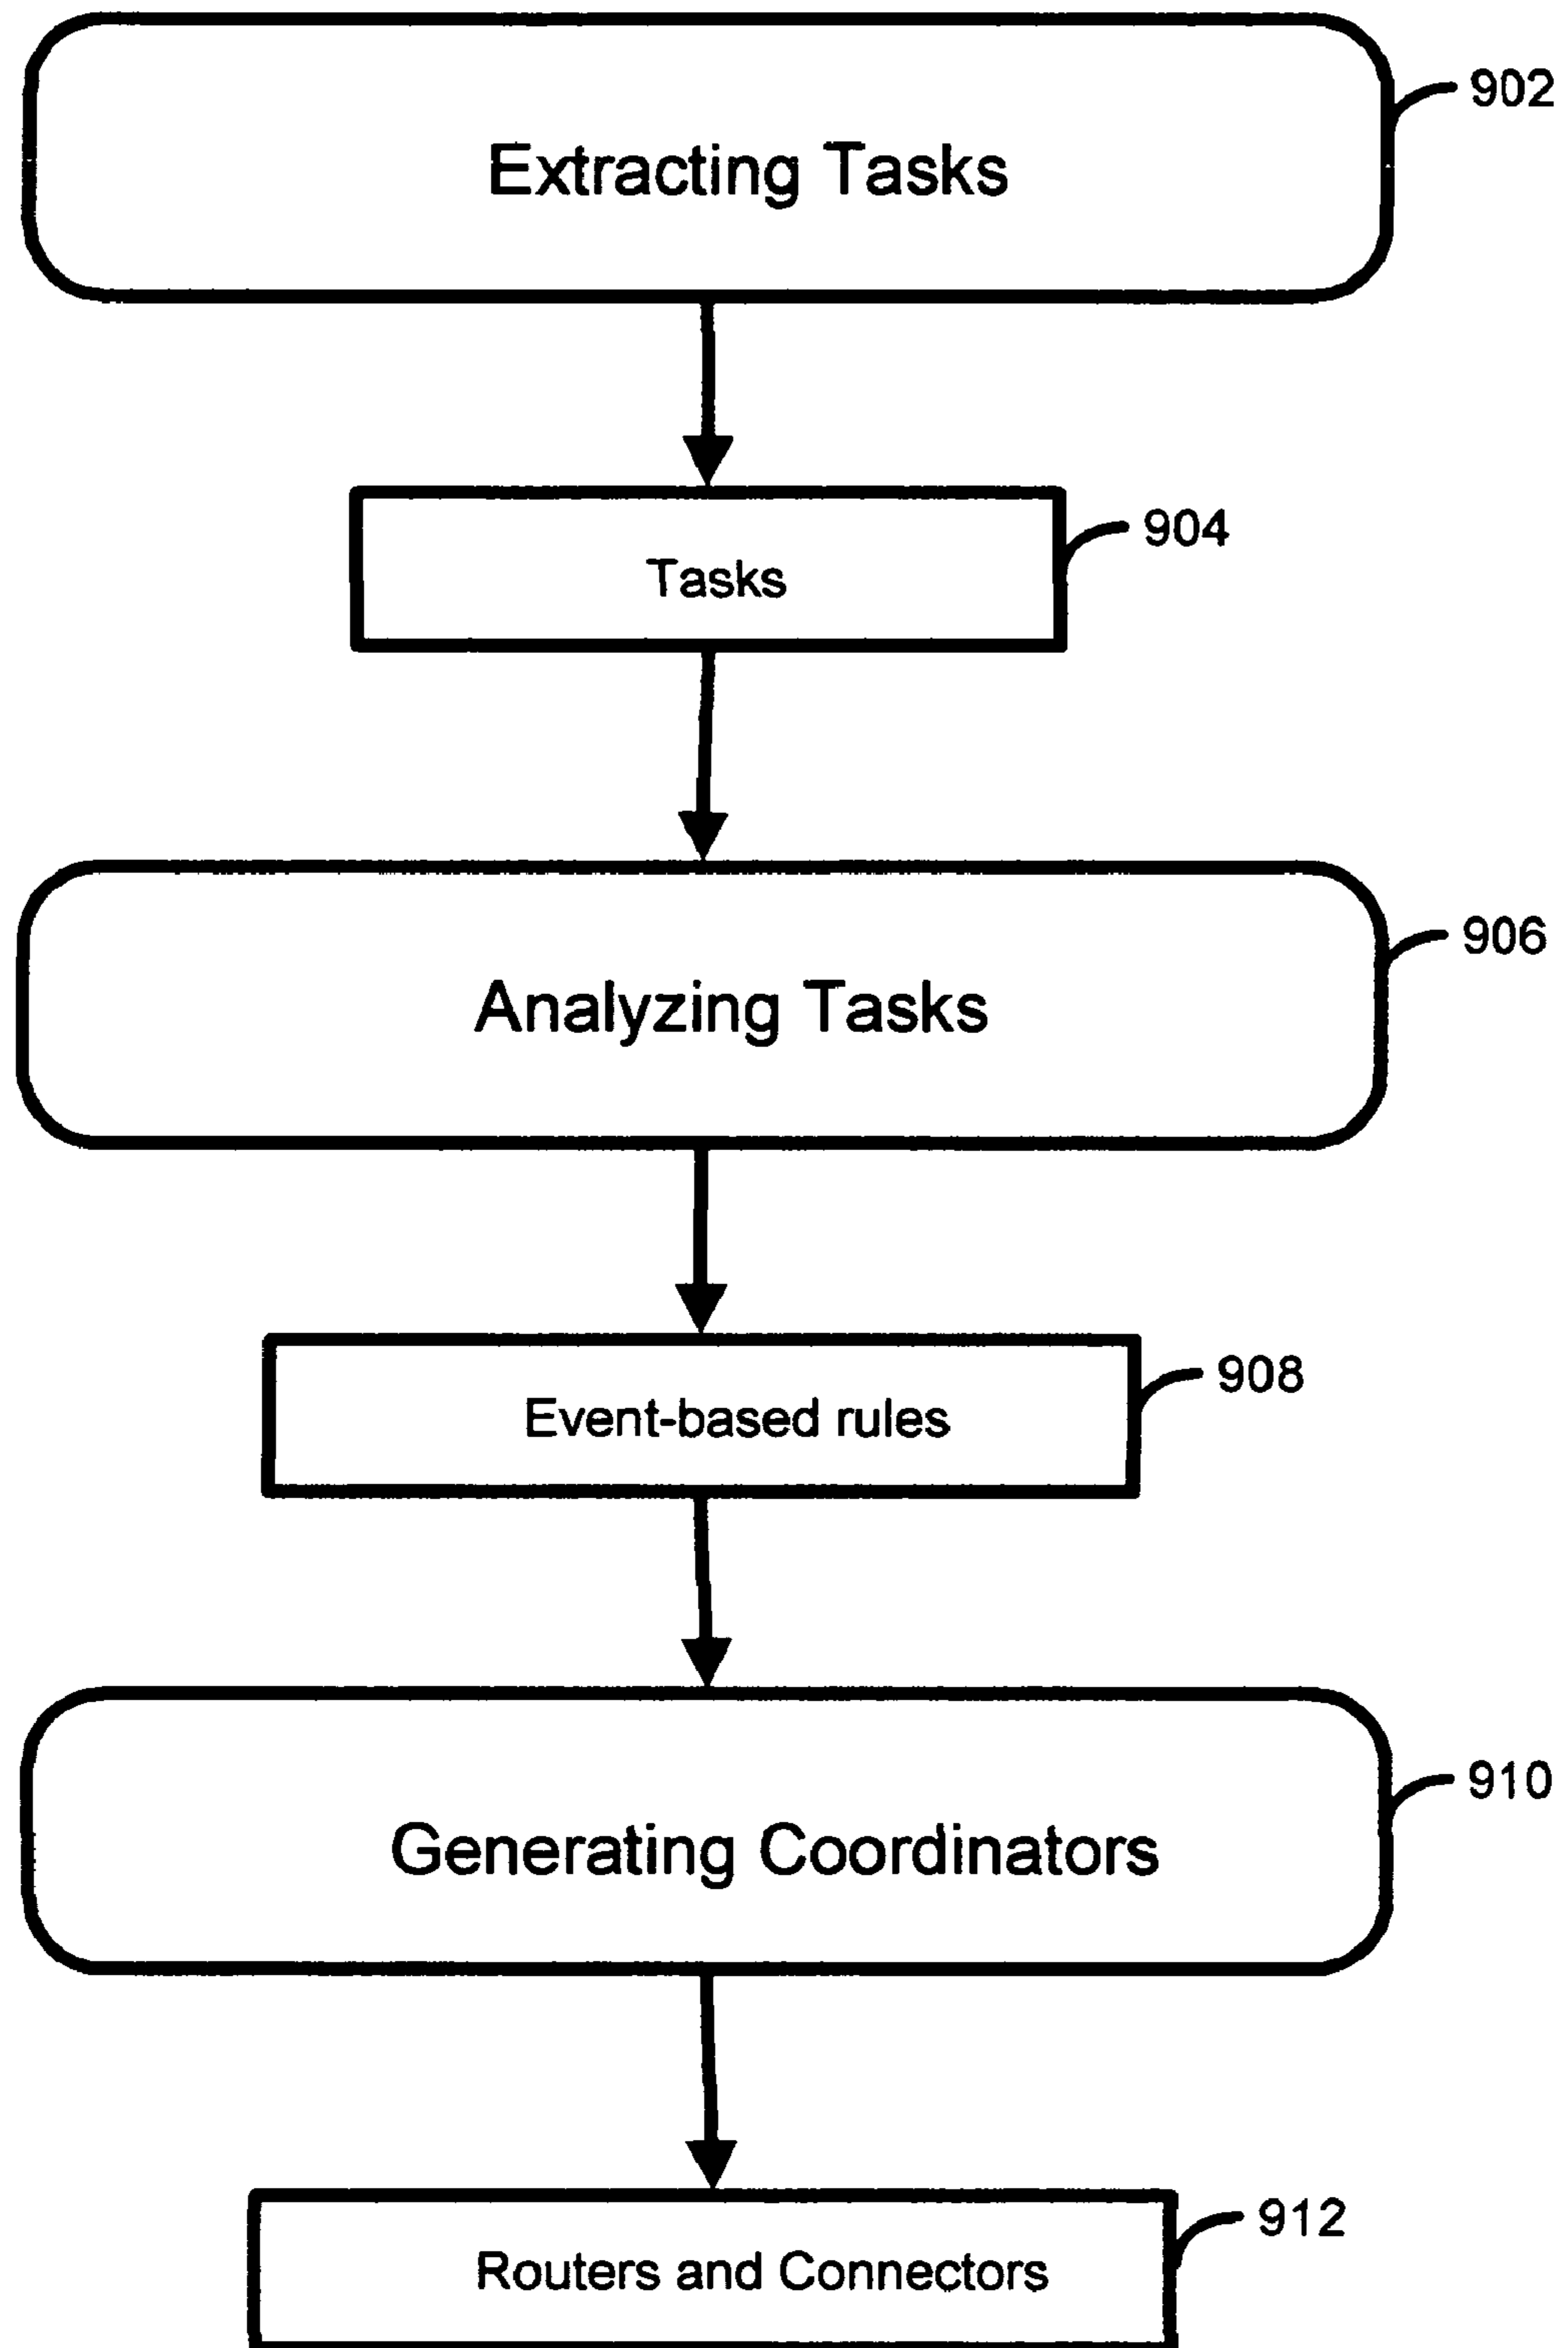 902
Extracting Tasks
904
Tasks
906
Analyzing Tasks
908
Event-based rules
910
Generating Coordinators
912
Routers and Connectors